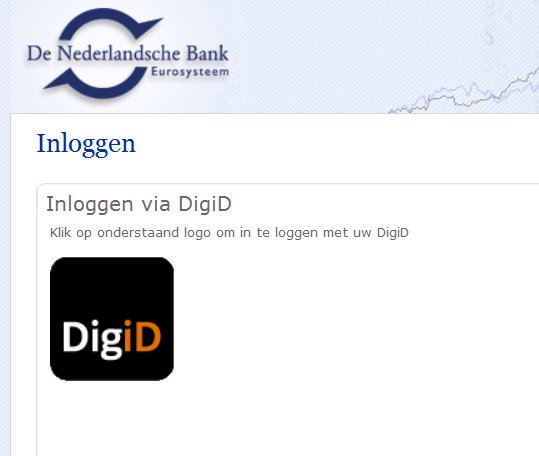 De Nederlandsche Bank
Eurosysteem
Inloggen
Inloggen via DigiD
Klik op onderstaand logo om in te loggen met uw DigiD
DigiD